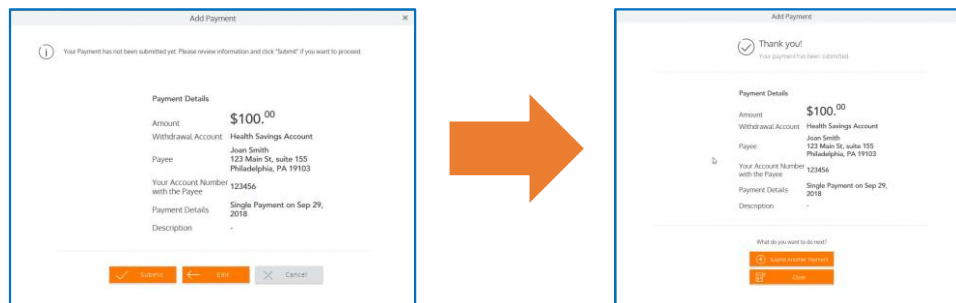 Add Payment
×
Your Payment has not been submitted yet. Please review information and click "Submit" if you want to proceed.
Payment Details
Amount $100.00
Withdrawal Account Health Savings Account
Payee Joan Smith
123 Main St, suite 155
Philadelphia, PA 19103
Your Account Number
with the Payee 123456
Payment Details Single Payment on Sep 29,
2018
Description -
Submit Edit Cancel
Add Payment
Thank you!
Your payment has been submitted.
Payment Details
Amount $100.00
Withdrawal Account Health Savings Account
Payee Joan Smith
123 Main St, suite 155
Philadelphia, PA 19103
Your Account Number
with the Payee 123456
Payment Details Single Payment on Sep 29,
2018
Description -
What do you want to do next?
Submit Another Payment
Close